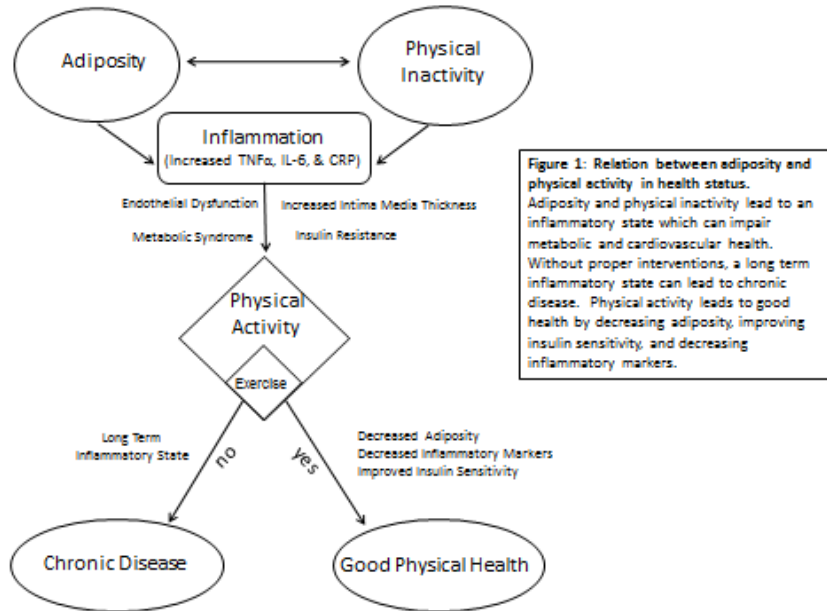 Adiposity
Physical
Inactivity
Inflammation
(Increased TNFα, IL-6, & CRP)
Endothelial Dysfunction
Increased Intima Media Thickness
Metabolic Syndrome
Insulin Resistance
Physical
Activity
Exercise
Long Term
Inflammatory State
no
yes
Decreased Adiposity
Decreased Inflammatory Markers
Improved Insulin Sensitivity
Chronic Disease
Good Physical Health
Figure 1: Relation between adiposity and
physical activity in health status.
Adiposity and physical inactivity lead to an
inflammatory state which can impair
metabolic and cardiovascular health.
Without proper interventions, a long term
inflammatory state can lead to chronic
disease. Physical activity leads to good
health by decreasing adiposity, improving
insulin sensitivity, and decreasing
inflammatory markers.